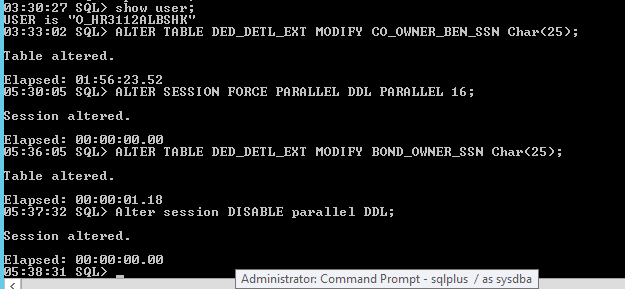 03:30:27 SQL> show user;
USER is "O_HR3112ALBSHK"
03:33:02 SQL> ALTER TABLE DED_DETL_EXT MODIFY CO_OWNER_BEN_SSN Char(25);
Table altered.
Elapsed: 01:56:23.52
05:30:05 SQL> ALTER SESSION FORCE PARALLEL DDL PARALLEL 16;
Session altered.
Elapsed: 00:00:00.00
05:36:05 SQL> ALTER TABLE DED_DETL_EXT MODIFY BOND_OWNER_SSN Char(25);
Table altered.
Elapsed: 00:00:01.18
05:37:32 SQL> Alter session DISABLE parallel DDL;
Session altered.
Elapsed: 00:00:00.00
05:38:31 SQL> _
Administrator: Command Prompt - sqlplus / as sysdba